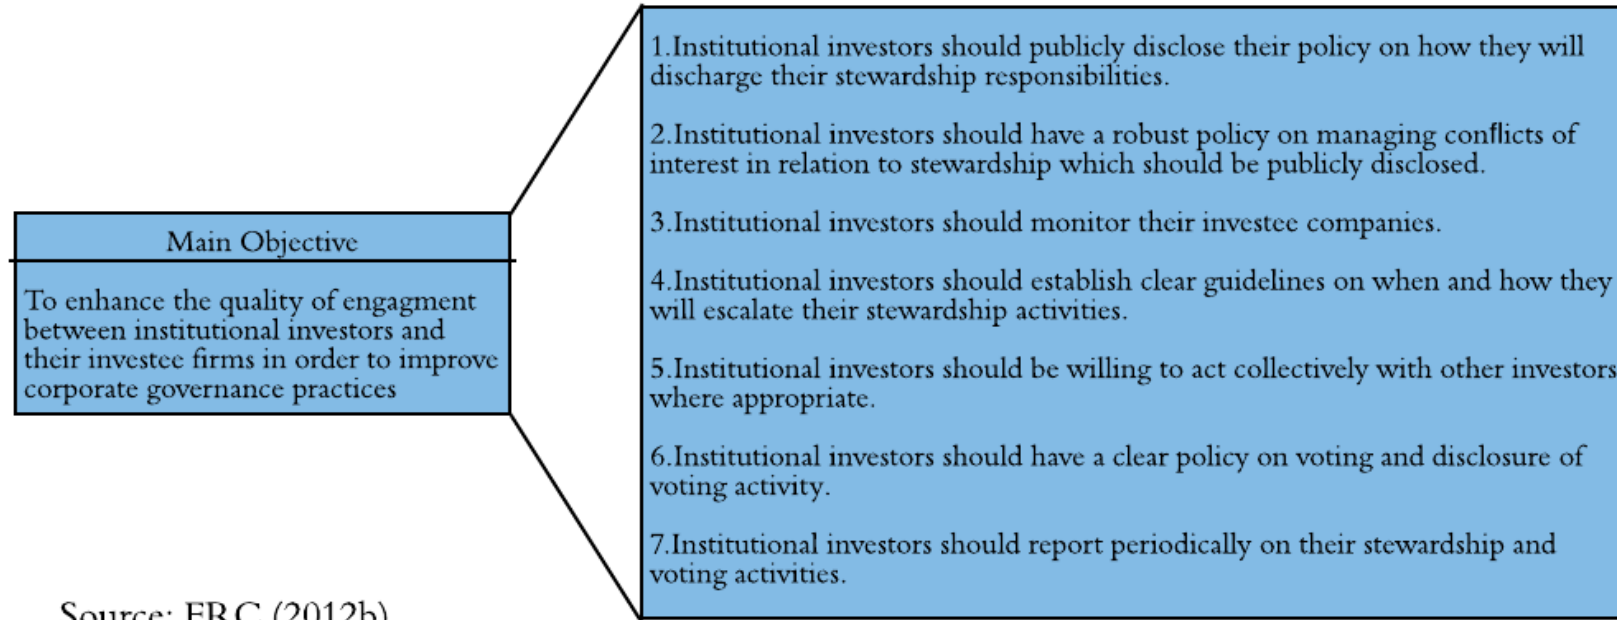 Main Objective
To enhance the quality of engagment
between institutional investors and
their investee firms in order to improve
corporate governance practices
1.Institutional investors should publicly disclose their policy on how they will
discharge their stewardship responsibilities.
2.Institutional investors should have a robust policy on managing conflicts of
interest in relation to stewardship which should be publicly disclosed.
3.Institutional investors should monitor their investee companies.
4.Institutional investors should establish clear guidelines on when and how they
will escalate their stewardship activities.
5.Institutional investors should be willing to act collectively with other investors
where appropriate.
6.Institutional investors should have a clear policy on voting and disclosure of
voting activity.
7.Institutional investors should report periodically on their stewardship and
voting activities.
Source: FRC (2012b)